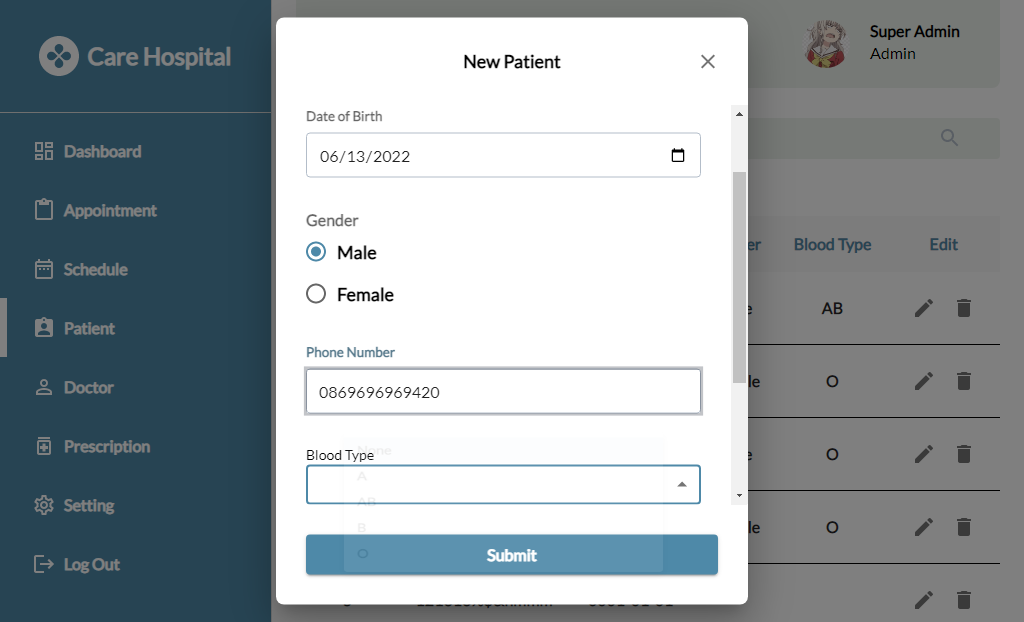 Care Hospital
Dashboard
Appointment
Schedule
Patient
Doctor
Prescription
Setting
Log Out
Super Admin
Admin
New Patient
Date of Birth
06/13/2022
Gender
Male
Female
Phone Number
0869696969420
Blood Type
None
A
AB
B
O
Submit
er Blood Type Edit
e AB
le O
e O
le O